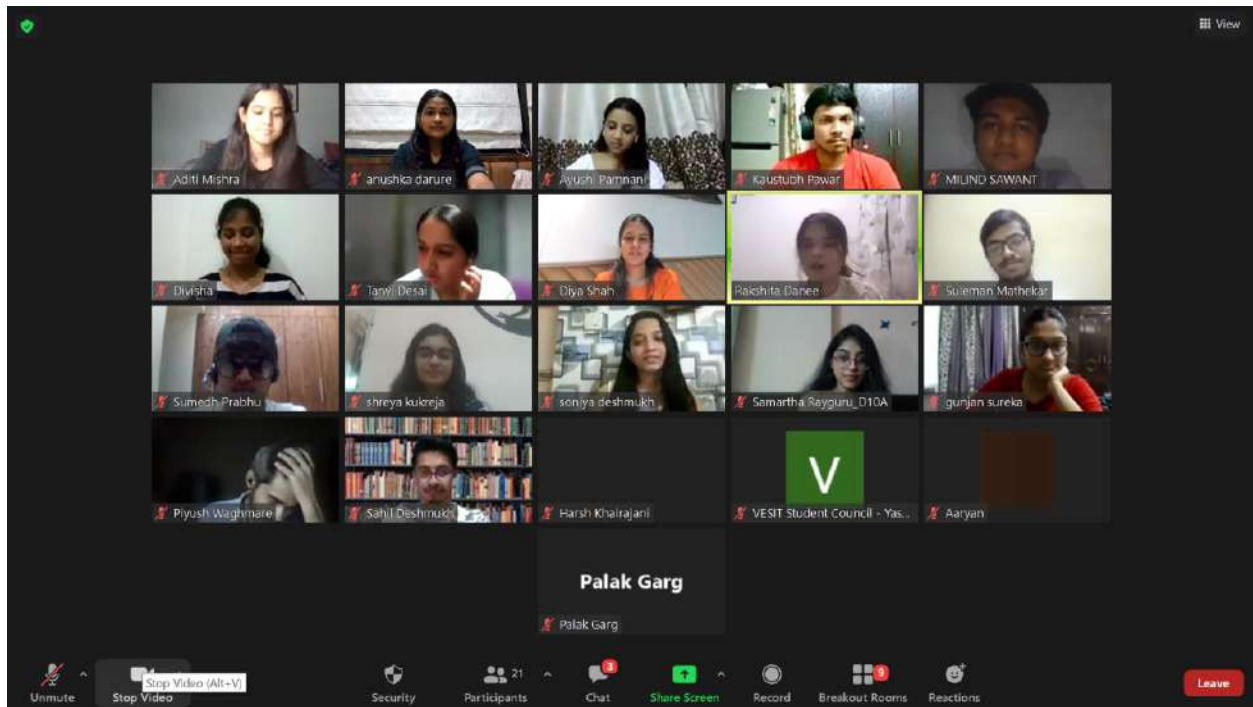 View
Aditi Mishra
anushka darure
Ayushi Pamnani
Kaustubh Pawar
MILIND SAWANT
Divisha
Tanvi Desai
Diya Shah
Rakshita Danee
Suleman Mathekar
Sumedh Prabhu
shreya kukreja
soniya deshmukh
Samartha Rayguru_D10A
gunjan sureka
Piyush Waghmare
Sahil Deshmukh
Harsh Khairajani
V
VESIT Student Council - Yas...
Aaryan
Palak Garg
Palak Garg
Unmute
Stop Video (Alt+V)
Stop Video
Security
21
Participants
3
Chat
Share Screen
Record
9
Breakout Rooms
Reactions
Leave